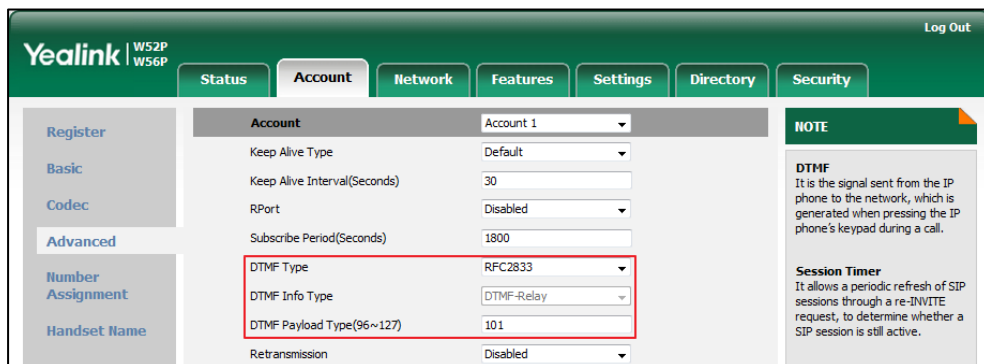 Log Out
Yealink | W52P
W56P
Status Account Network Features Settings Directory Security
Register
Basic
Codec
Advanced
Number
Assignment
Handset Name
Account Account 1
Keep Alive Type Default
Keep Alive Interval(Seconds) 30
RPort Disabled
Subscribe Period(Seconds) 1800
DTMF Type RFC2833
DTMF Info Type DTMF-Relay
DTMF Payload Type(96~127) 101
Retransmission Disabled
NOTE
DTMF
It is the signal sent from the IP
phone to the network, which is
generated when pressing the IP
phone's keypad during a call.
Session Timer
It allows a periodic refresh of SIP
sessions through a re-INVITE
request, to determine whether a
SIP session is still active.